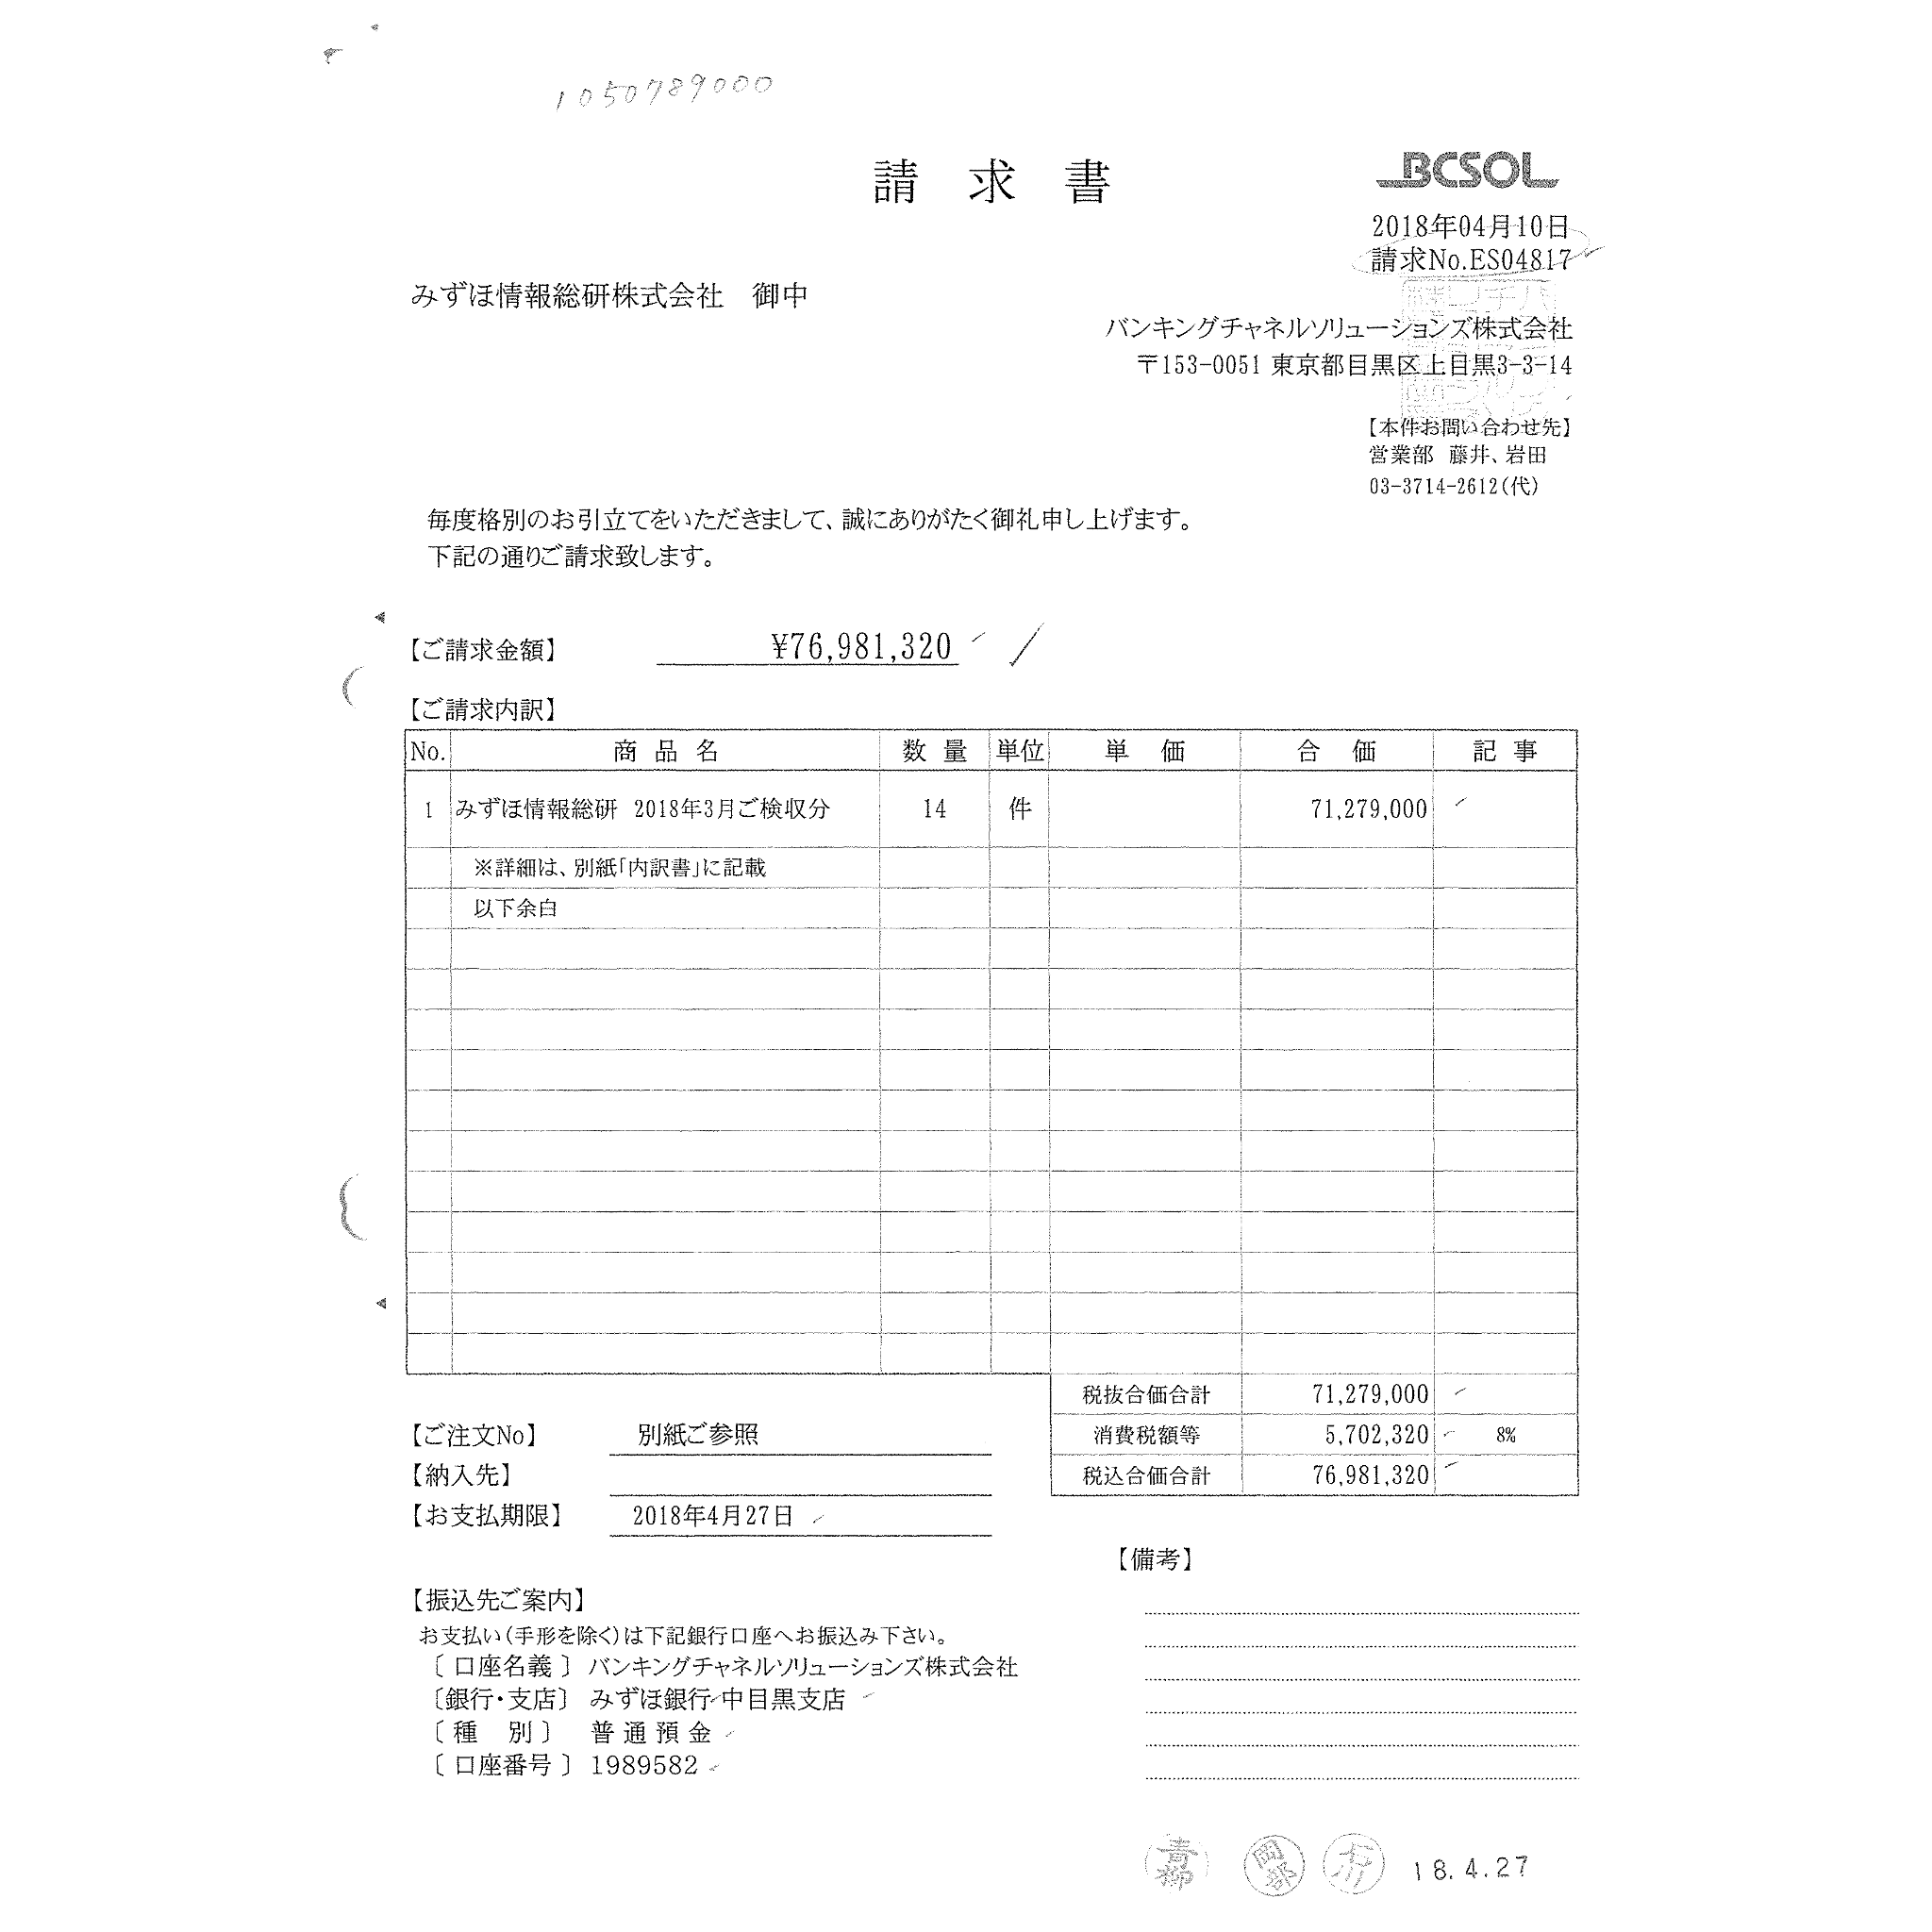 1050789000
請求書
BCSOL
2018年04月10日
請求No.ES04817
みずほ情報総研株式会社 御中
バンキングチャネルソリューションズ株式会社
〒153-0051 東京都目黒区上目黒3-3-14
【本件お問い合わせ先】
営業部 藤井、岩田
03-3714-2612(代)
毎度格別のお引立てをいただきまして、誠にありがたく御礼申し上げます。
下記の通りご請求致します。
【ご請求金額】 ¥76,981,320
【ご請求内訳】
No. 商品名 数量 単位 単価 合価 記事
1 みずほ情報総研 2018年3月ご検収分 14 件 71,279,000
※詳細は、別紙「内訳書」に記載
以下余白
税抜合価合計 71,279,000
消費税額等 5,702,320 8%
税込合価合計 76,981,320
【ご注文No】 別紙ご参照
【納入先】
【お支払期限】 2018年4月27日
【備考】
【振込先ご案内】
お支払い(手形を除く)は下記銀行口座へお振込み下さい。
〔 口座名義 〕 バンキングチャネルソリューションズ株式会社
〔銀行・支店〕 みずほ銀行 中目黒支店
〔 種 別 〕 普通預金
〔 口座番号 〕 1989582
青柳 岡部 18.4.27